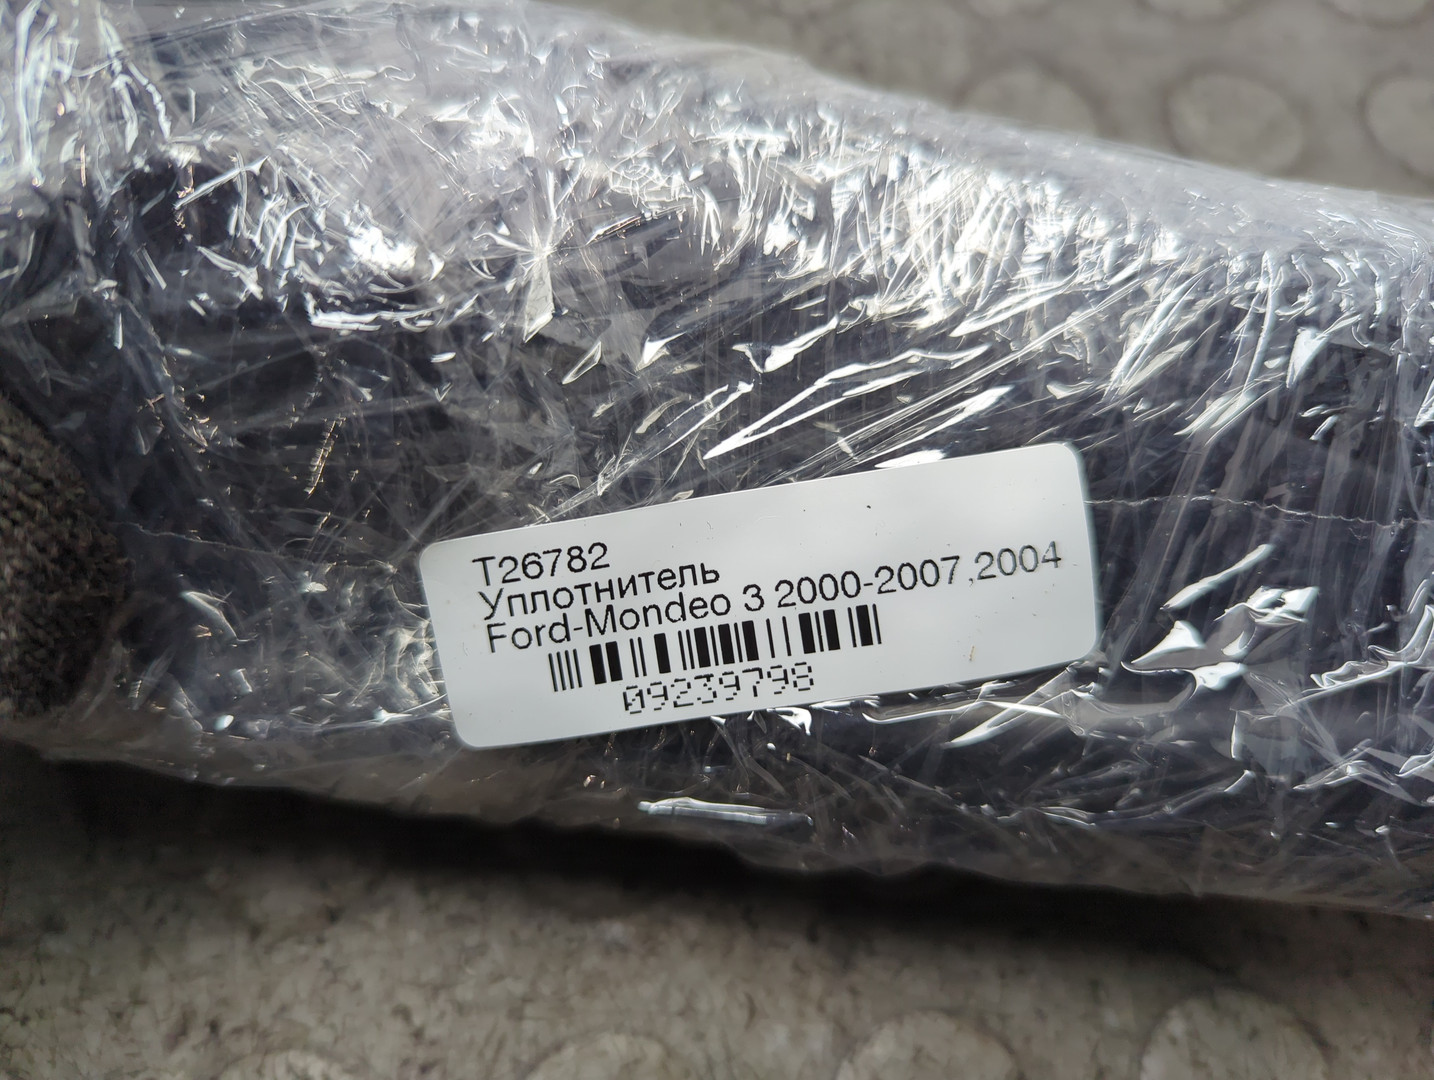 T26782
Уплотнитель
Ford-Mondeo 3 2000-2007,2004
09239798